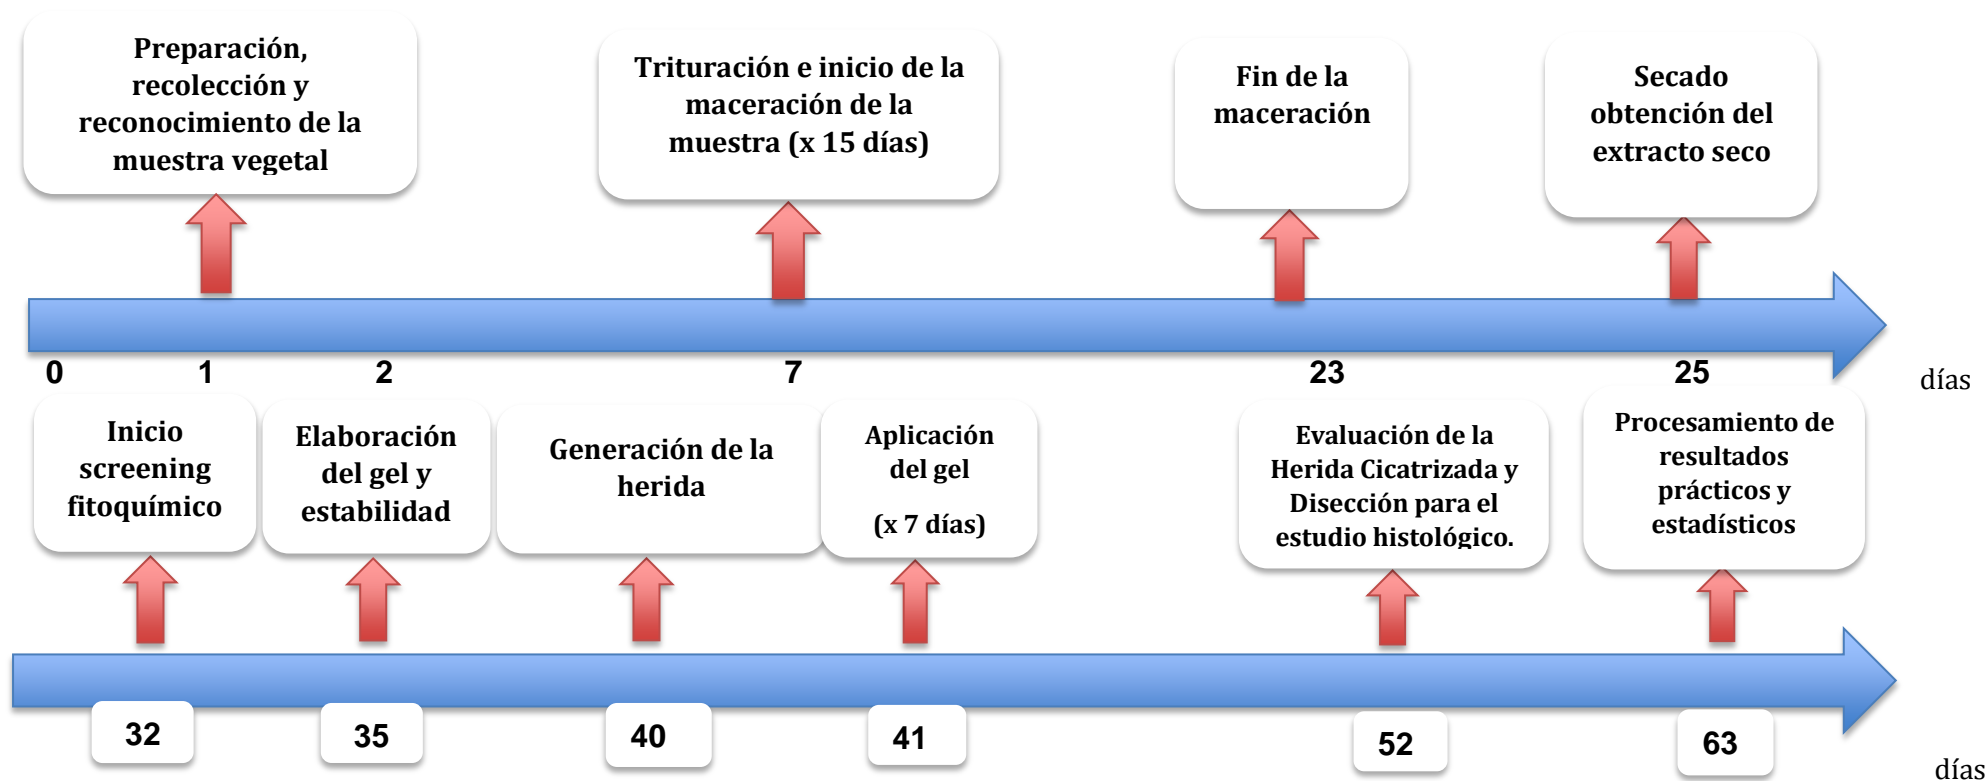 Preparación,
recolección y
reconocimiento de la
muestra vegetal
Trituración e inicio de la
maceración de la
muestra (x 15 días)
Fin de la
maceración
Secado
obtención del
extracto seco
0
1
2
7
23
25
días
Inicio
screening
fitoquímico
Elaboración
del gel y
estabilidad
Generación de la
herida
Aplicación
del gel
(x 7 días)
Evaluación de la
Herida Cicatrizada y
Disección para el
estudio histológico.
Procesamiento de
resultados
prácticos y
estadísticos
32
35
40
41
52
63
días